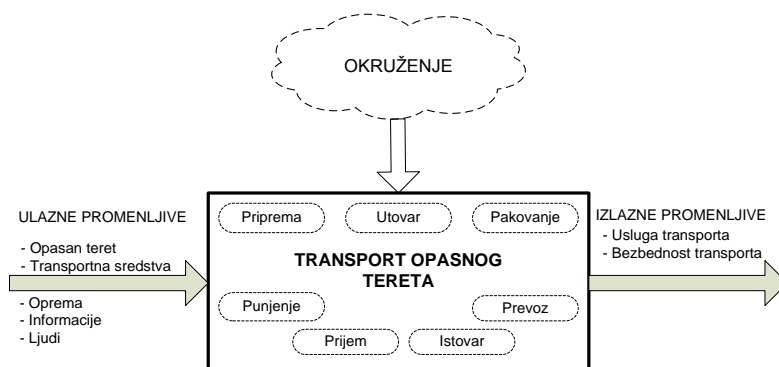 OKRUŽENJE
ULAZNE PROMENLJIVE
- Opasan teret
- Transportna sredstva
- Oprema
- Informacije
- Ljudi
Priprema
Utovar
Pakovanje
TRANSPORT OPASNOG
TERETA
Punjenje
Prevoz
Prijem
Istovar
IZLAZNE PROMENLJIVE
- Usluga transporta
- Bezbednost transporta